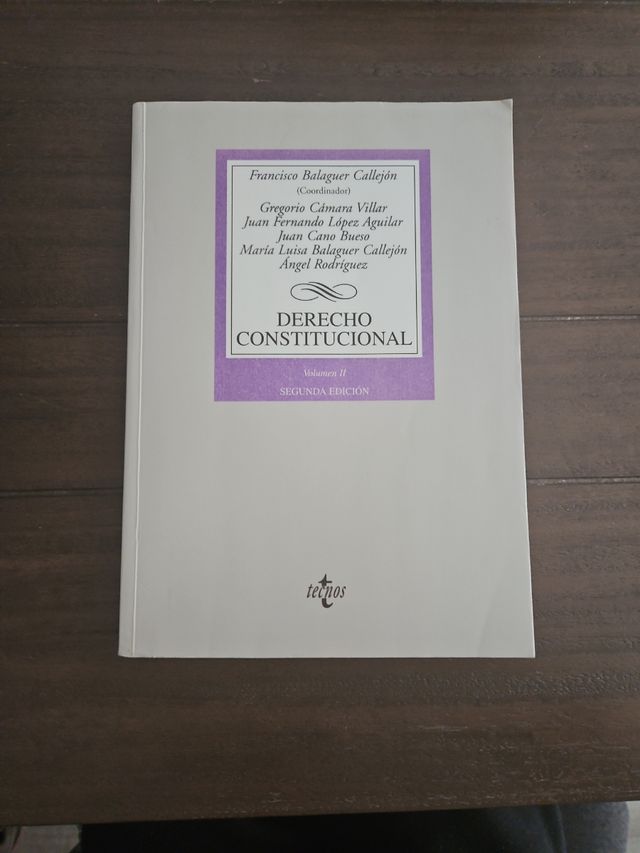 Francisco Balaguer Callejón
(Coordinador)
Gregorio Cámara Villar
Juan Fernando López Aguilar
Juan Cano Bueso
María Luisa Balaguer Callejón
Ángel Rodríguez
DERECHO
CONSTITUCIONAL
Volumen II
SEGUNDA EDICIÓN
tecnos